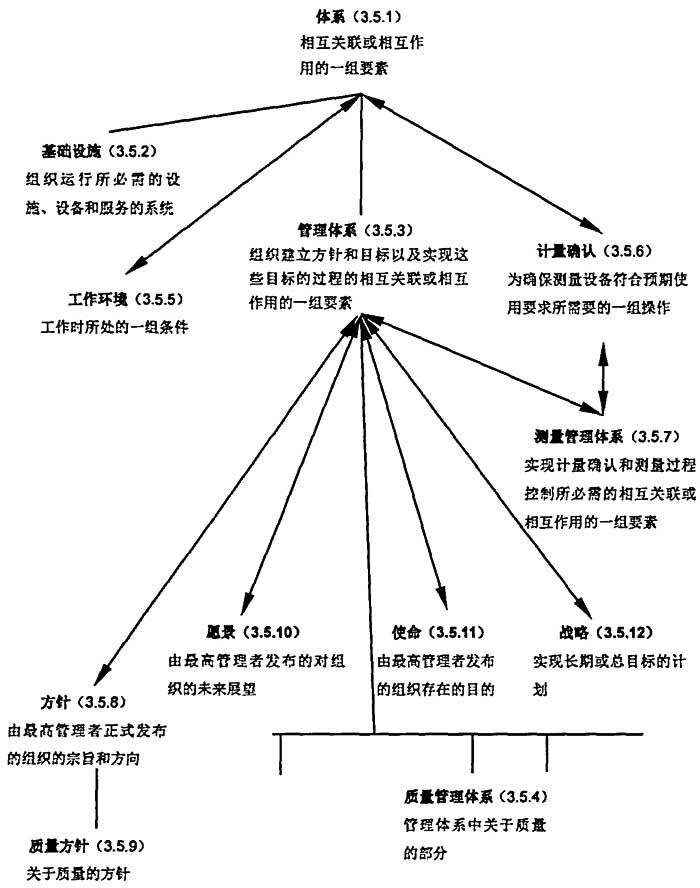 体系（3.5.1）
相互关联或相互作
用的一组要素
基础设施（3.5.2）
组织运行所必需的设
施、设备和服务的系统
管理体系（3.5.3）
组织建立方针和目标以及实现这
些目标的过程的相互关联或相互
作用的一组要素
计量确认（3.5.6）
为确保测量设备符合预期使
用要求所需要的一组操作
工作环境（3.5.5）
工作时所处的一组条件
测量管理体系（3.5.7）
实现计量确认和测量过程
控制所必需的相互关联或
相互作用的一组要素
愿景（3.5.10）
由最高管理者发布的对组
织的未来展望
使命（3.5.11）
由最高管理者发布
的组织存在的目的
战略（3.5.12）
实现长期或总目标的计
划
方针（3.5.8）
由最高管理者正式发布
的组织的宗旨和方向
质量管理体系（3.5.4）
管理体系中关于质量
的部分
质量方针（3.5.9）
关于质量的方针